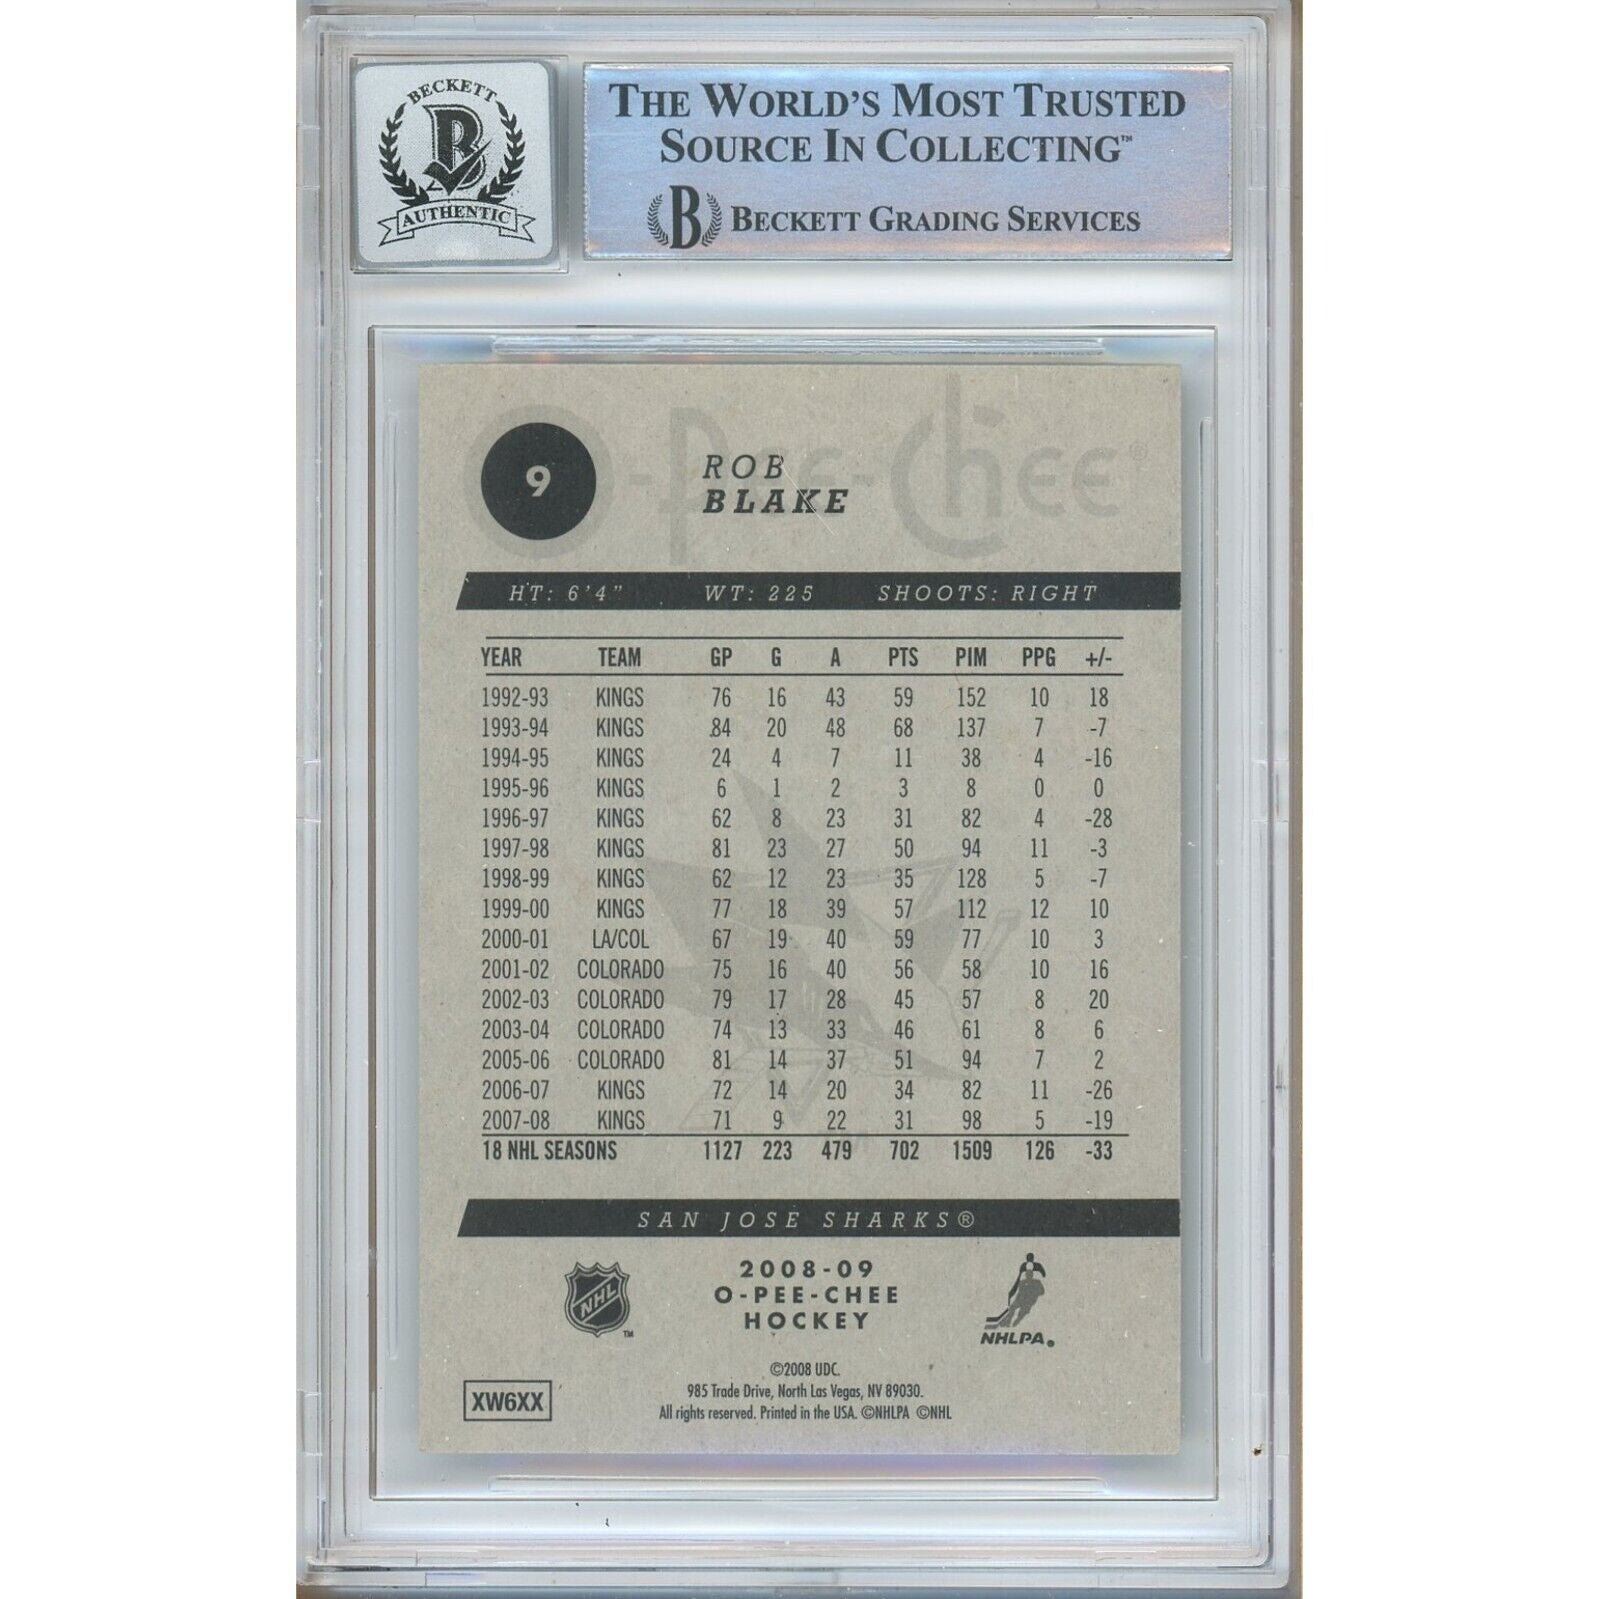 BECKETT
B
AUTHENTIC
THE WORLD'S MOST TRUSTED
SOURCE IN COLLECTING™
B BECKETT GRADING SERVICES
O-Pee-Chee®
9
ROB
BLAKE
HT: 6'4" WT: 225 SHOOTS: RIGHT
YEAR TEAM GP G A PTS PIM PPG +/-
1992-93 KINGS 76 16 43 59 152 10 18
1993-94 KINGS 84 20 48 68 137 7 -7
1994-95 KINGS 24 4 7 11 38 4 -16
1995-96 KINGS 6 1 2 3 8 0 0
1996-97 KINGS 62 8 23 31 82 4 -28
1997-98 KINGS 81 23 27 50 94 11 -3
1998-99 KINGS 62 12 23 35 128 5 -7
1999-00 KINGS 77 18 39 57 112 12 10
2000-01 LA/COL 67 19 40 59 77 10 3
2001-02 COLORADO 75 16 40 56 58 10 16
2002-03 COLORADO 79 17 28 45 57 8 20
2003-04 COLORADO 74 13 33 46 61 8 6
2005-06 COLORADO 81 14 37 51 94 7 2
2006-07 KINGS 72 14 20 34 82 11 -26
2007-08 KINGS 71 9 22 31 98 5 -19
18 NHL SEASONS 1127 223 479 702 1509 126 -33
SAN JOSE SHARKS®
NHL™
2008-09
O-PEE-CHEE
HOCKEY
NHLPA®
©2008 UDC.
985 Trade Drive, North Las Vegas, NV 89030.
All rights reserved. Printed in the USA. ©NHLPA ©NHL
XW6XX